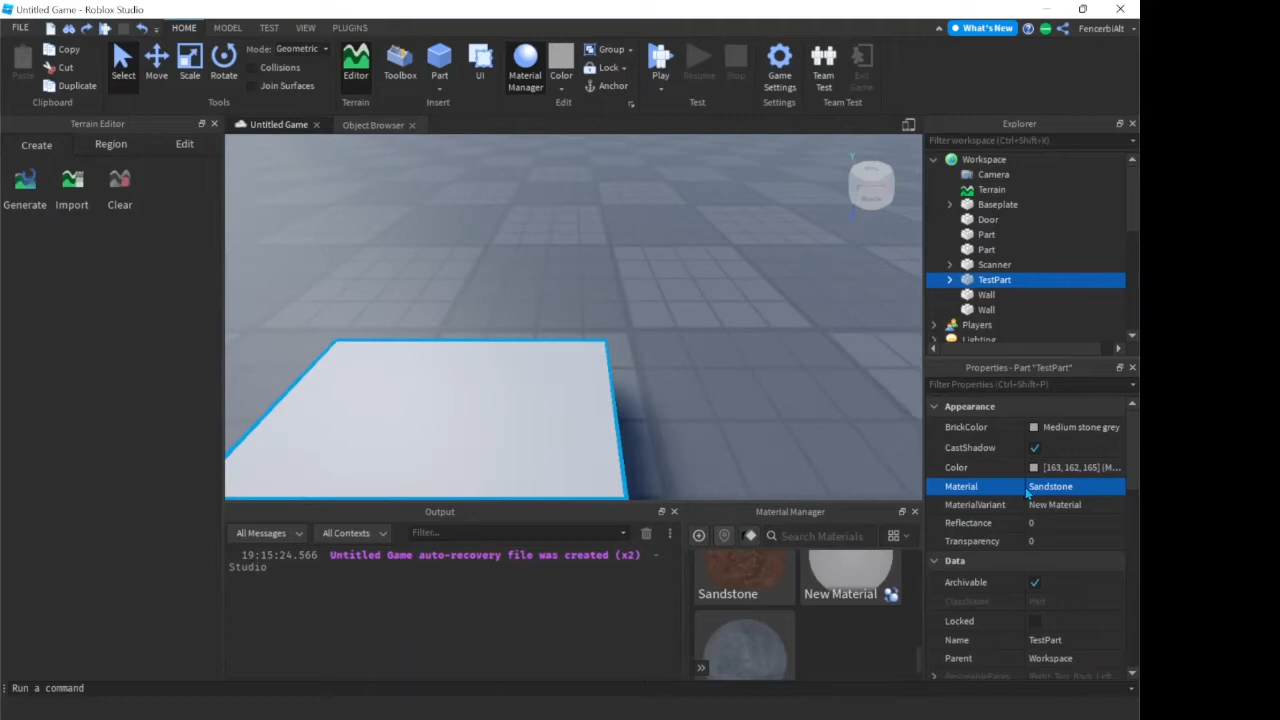 Untitled Game - Roblox Studio
FILE HOME MODEL TEST VIEW PLUGINS What's New FencerbiAlt
Paste Copy Cut Duplicate Clipboard
Select Move Scale Rotate Mode: Geometric Collisions Join Surfaces Tools
Editor Terrain
Toolbox Part UI Insert
Material Manager Color Group Lock Anchor Edit
Play Resume Stop Test
Game Settings Settings
Team Test Exit Game Team Test
Terrain Editor
Create Region Edit
Generate Import Clear
Untitled Game Object Browser
Explorer
Filter workspace (Ctrl+Shift+X)
Workspace
Camera
Terrain
Baseplate
Door
Part
Part
Scanner
TestPart
Wall
Wall
Players
Lighting
Properties - Part "TestPart"
Filter Properties (Ctrl+Shift+P)
Appearance
BrickColor Medium stone grey
CastShadow
Color [163, 162, 165] (M...
Material Sandstone
MaterialVariant New Material
Reflectance 0
Transparency 0
Data
Archivable
ClassName Part
Locked
Name TestPart
Parent Workspace
Output
All Messages All Contexts Filter...
19:15:24.566 Untitled Game auto-recovery file was created (x2) -
Studio
Material Manager
Search Materials
Sandstone New Material
Run a command